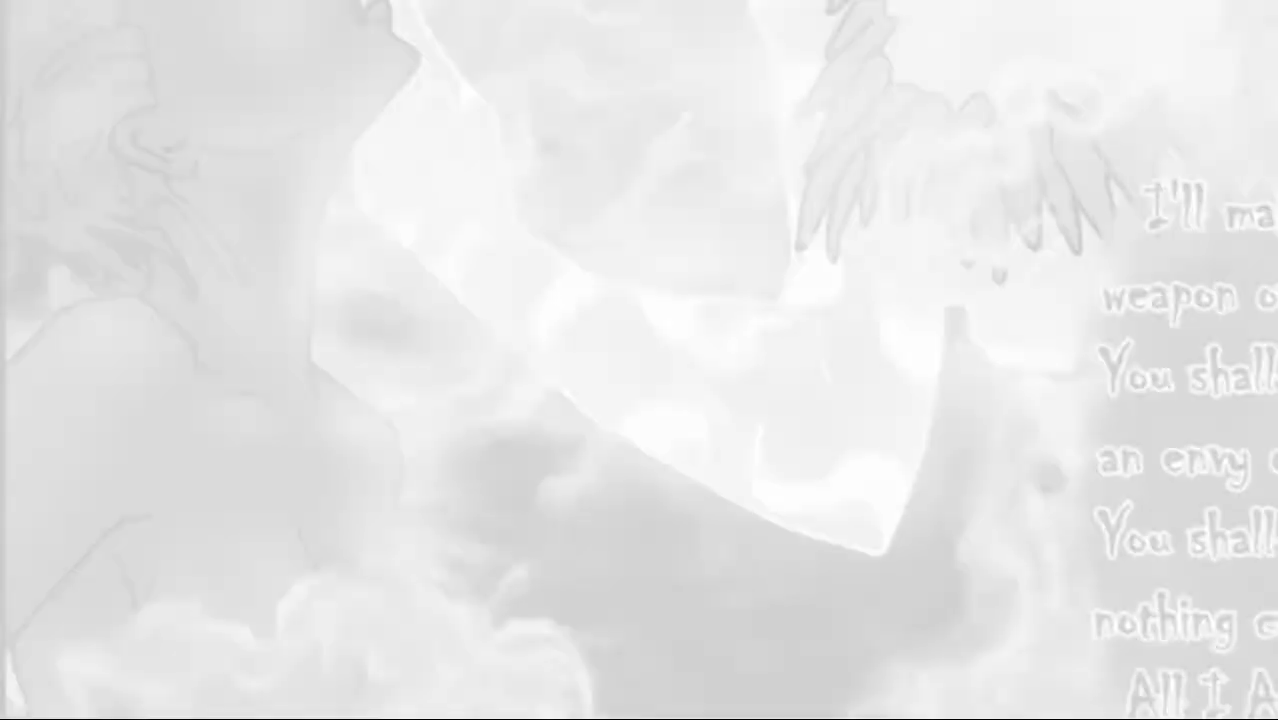 I'll ma
weapon o
You shall
an envy
You shall
nothing
All I A